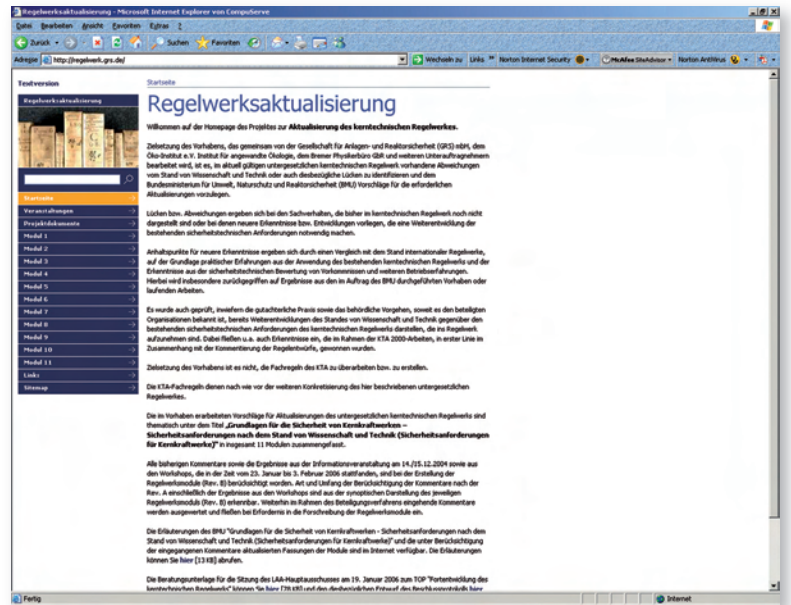 Regelwerksaktualisierung - Microsoft Internet Explorer von CompuServe
Datei Bearbeiten Ansicht Favoriten Extras ?
Zurück Suchen Favoriten
Adresse http://regelwerk.grs.de/ Wechseln zu Links Norton Internet Security McAfee SiteAdvisor Norton AntiVirus
Textversion
Regelwerksaktualisierung
Startseite
Veranstaltungen
Projektdokumente
Modul 1
Modul 2
Modul 3
Modul 4
Modul 5
Modul 6
Modul 7
Modul 8
Modul 9
Modul 10
Modul 11
Links
Sitemap
Startseite
Regelwerksaktualisierung
Willkommen auf der Homepage des Projektes zur Aktualisierung des kerntechnischen Regelwerkes.
Zielsetzung des Vorhabens, das gemeinsam von der Gesellschaft für Anlagen- und Reaktorsicherheit (GRS) mbH, dem
Öko-Institut e.V. Institut für angewandte Ökologie, dem Bremer Physikerbüro GbR und weiteren Unterauftragnehmern
bearbeitet wird, ist es, im aktuell gültigen untergesetzlichen kerntechnischen Regelwerk vorhandene Abweichungen
vom Stand von Wissenschaft und Technik oder auch diesbezügliche Lücken zu identifizieren und dem
Bundesministerium für Umwelt, Naturschutz und Reaktorsicherheit (BMU) Vorschläge für die erforderlichen
Aktualisierungen vorzulegen.
Lücken bzw. Abweichungen ergeben sich bei den Sachverhalten, die bisher im kerntechnischen Regelwerk noch nicht
dargestellt sind oder bei denen neuere Erkenntnisse bzw. Entwicklungen vorlegen, die eine Weiterentwicklung der
bestehenden sicherheitstechnischen Anforderungen notwendig machen.
Anhaltspunkte für neuere Erkenntnisse ergeben sich durch einen Vergleich mit dem Stand internationaler Regelwerke,
auf der Grundlage praktischer Erfahrungen aus der Anwendung des bestehenden kerntechnischen Regelwerks und der
Erkenntnisse aus der sicherheitstechnischen Bewertung von Vorkommnissen und weiteren Betriebserfahrungen.
Hierbei wird insbesondere zurückgegriffen auf Ergebnisse aus den im Auftrag des BMU durchgeführten Vorhaben oder
laufenden Arbeiten.
Es wurde auch geprüft, inwiefern die gutachterliche Praxis sowie das behördliche Vorgehen, soweit es den beteiligten
Organisationen bekannt ist, bereits Weiterentwicklungen des Standes von Wissenschaft und Technik gegenüber den
bestehenden sicherheitstechnischen Anforderungen des kerntechnischen Regelwerks darstellen, die ins Regelwerk
aufzunehmen sind. Dabei fließen u.a. auch Erkenntnisse ein, die im Rahmen der KTA 2000-Arbeiten, in erster Linie im
Zusammenhang mit der Kommentierung der Regelentwürfe, gewonnen wurden.
Zielsetzung des Vorhabens ist es nicht, die Fachregeln des KTA zu überarbeiten bzw. zu erstellen.
Die KTA-Fachregeln dienen nach wie vor der weiteren Konkretisierung des hier beschriebenen untergesetzlichen
Regelwerkes.
Die im Vorhaben erarbeiteten Vorschläge für Aktualisierungen des untergesetzlichen kerntechnischen Regelwerks sind
thematisch unter dem Titel „Grundlagen für die Sicherheit von Kernkraftwerken –
Sicherheitsanforderungen nach dem Stand von Wissenschaft und Technik (Sicherheitsanforderungen
für Kernkraftwerke)" in insgesamt 11 Modulen zusammengefasst.
Alle bisherigen Kommentare sowie die Ergebnisse aus der Informationsveranstaltung am 14./15.12.2004 sowie aus
den Workshops, die in der Zeit vom 23. Januar bis 3. Februar 2006 stattfanden, sind bei der Erstellung der
Regelwerksmodule (Rev. B) berücksichtigt worden. Art und Umfang der Berücksichtigung der Kommentare nach der
Rev. A einschließlich der Ergebnisse aus den Workshops sind aus der synoptischen Darstellung des jeweiligen
Regelwerksmoduls (Rev. B) erkennbar. Weiterhin im Rahmen des Beteiligungsverfahrens eingehende Kommentare
werden ausgewertet und fließen bei Erfordernis in die Fortschreibung der Regelwerksmodule ein.
Die Erläuterungen des BMU "Grundlagen für die Sicherheit von Kernkraftwerken - Sicherheitsanforderungen nach dem
Stand von Wissenschaft und Technik (Sicherheitsanforderungen für Kernkraftwerke)" und die unter Berücksichtigung
der eingegangenen Kommentare aktualisierten Fassungen der Module sind im Internet verfügbar. Die Erläuterungen
können Sie hier [13 KB] abrufen.
Die Beratungsunterlage für die Sitzung des LAA-Hauptausschusses am 19. Januar 2006 zum TOP "Fortentwicklung des
kerntechnischen Regelwerks" können Sie hier [78 KB] und den diesbezüglichen Entwurf des Beschlussprotokolls hier
Fertig Internet